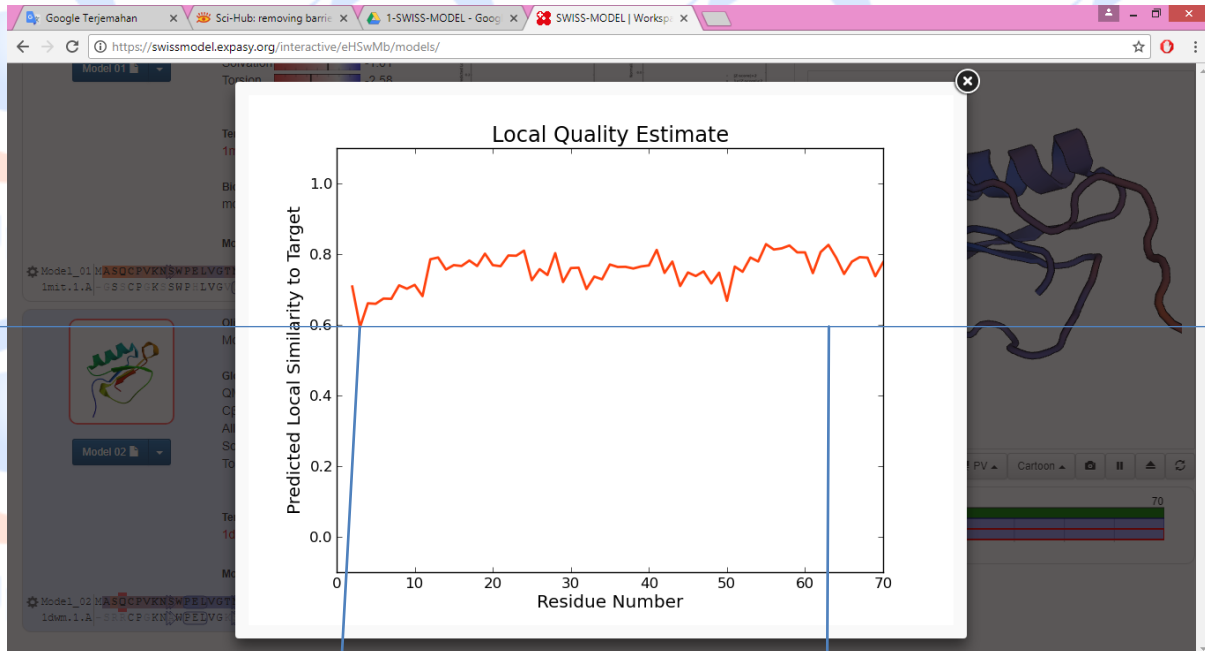 Google Terjemahan
Sci-Hub: removing barrie
1-SWISS-MODEL - Goog
SWISS-MODEL | Workspa
https://swissmodel.expasy.org/interactive/eHSwMb/models/
Model 01
Torsion -2.58
Local Quality Estimate
Predicted Local Similarity to Target
1.0
0.8
0.6
0.4
0.2
0.0
0 10 20 30 40 50 60 70
Residue Number
Model_01
1mit.1.A
Model 02
Model_02
1dwm.1.A
PV
Cartoon
70